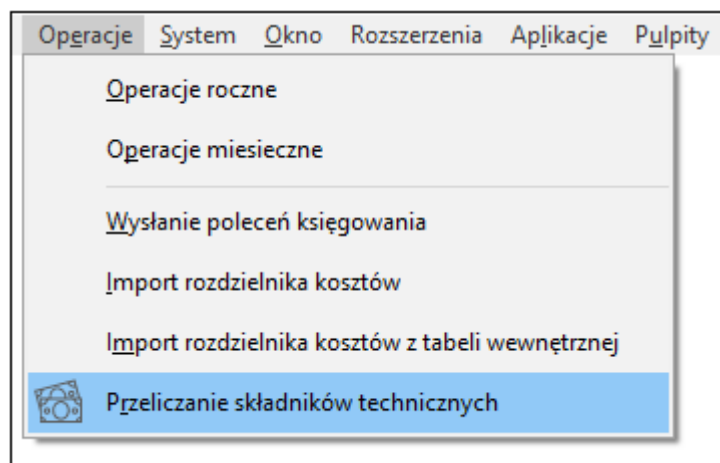 Operacje System Okno Rozszerzenia Aplikacje Pulpity
Operacje roczne
Operacje miesieczne
Wysłanie poleceń księgowania
Import rozdzielnika kosztów
Import rozdzielnika kosztów z tabeli wewnętrznej
Przeliczanie składników technicznych